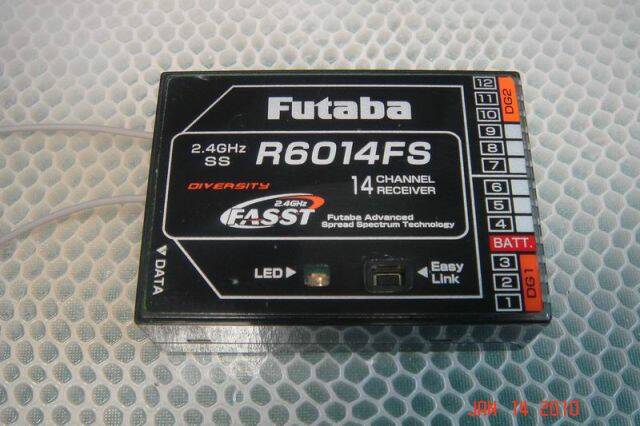 Futaba
2.4GHz SS
R6014FS
DIVERSITY
14 CHANNEL RECEIVER
2.4GHz
FASST
Futaba Advanced
Spread Spectrum Technology
▼DATA
LED▶
◀Easy Link
12
11
10
DG2
9
8
7
6
5
4
BATT.
3
2
1
DG1
JAN 14 2010